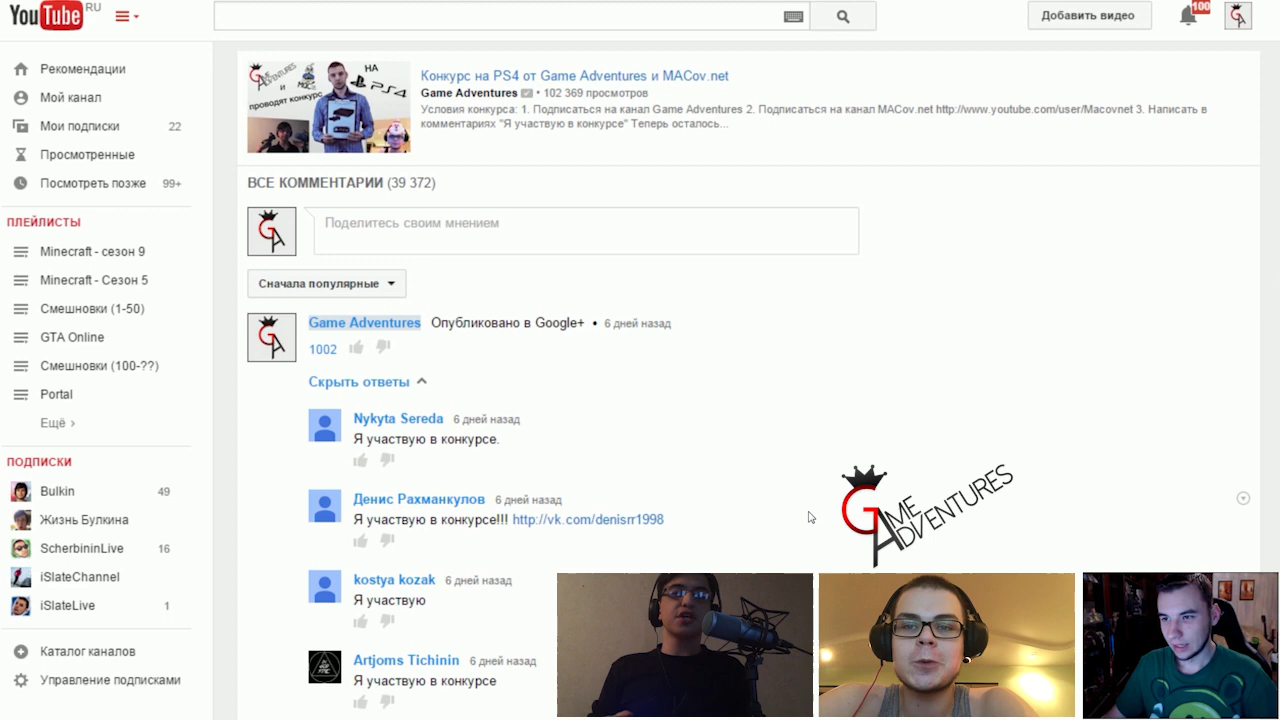 YouTube RU
Добавить видео
100
Рекомендации
Мой канал
Мои подписки 22
Просмотренные
Посмотреть позже 99+
ПЛЕЙЛИСТЫ
Minecraft - сезон 9
Minecraft - Сезон 5
Смешновки (1-50)
GTA Online
Смешновки (100-??)
Portal
Ещё ›
ПОДПИСКИ
Bulkin 49
Жизнь Булкина
ScherbininLive 16
iSlateChannel
iSlateLive 1
Каталог каналов
Управление подписками
GAME ADVENTURES
И
проводят конкурс
НА
PS4
Конкурс на PS4 от Game Adventures и MACov.net
Game Adventures • 102 369 просмотров
Условия конкурса: 1. Подписаться на канал Game Adventures 2. Подписаться на канал MACov.net http://www.youtube.com/user/Macovnet 3. Написать в
комментариях "Я участвую в конкурсе" Теперь осталось...
ВСЕ КОММЕНТАРИИ (39 372)
Поделитесь своим мнением
Сначала популярные
Game Adventures Опубликовано в Google+ • 6 дней назад
1002
Скрыть ответы
Nykyta Sereda 6 дней назад
Я участвую в конкурсе.
Денис Рахманкулов 6 дней назад
Я участвую в конкурсе!!! http://vk.com/denisrr1998
kostya kozak 6 дней назад
Я участвую
Artjoms Tichinin 6 дней назад
Я участвую в конкурсе
GAME
ADVENTURES